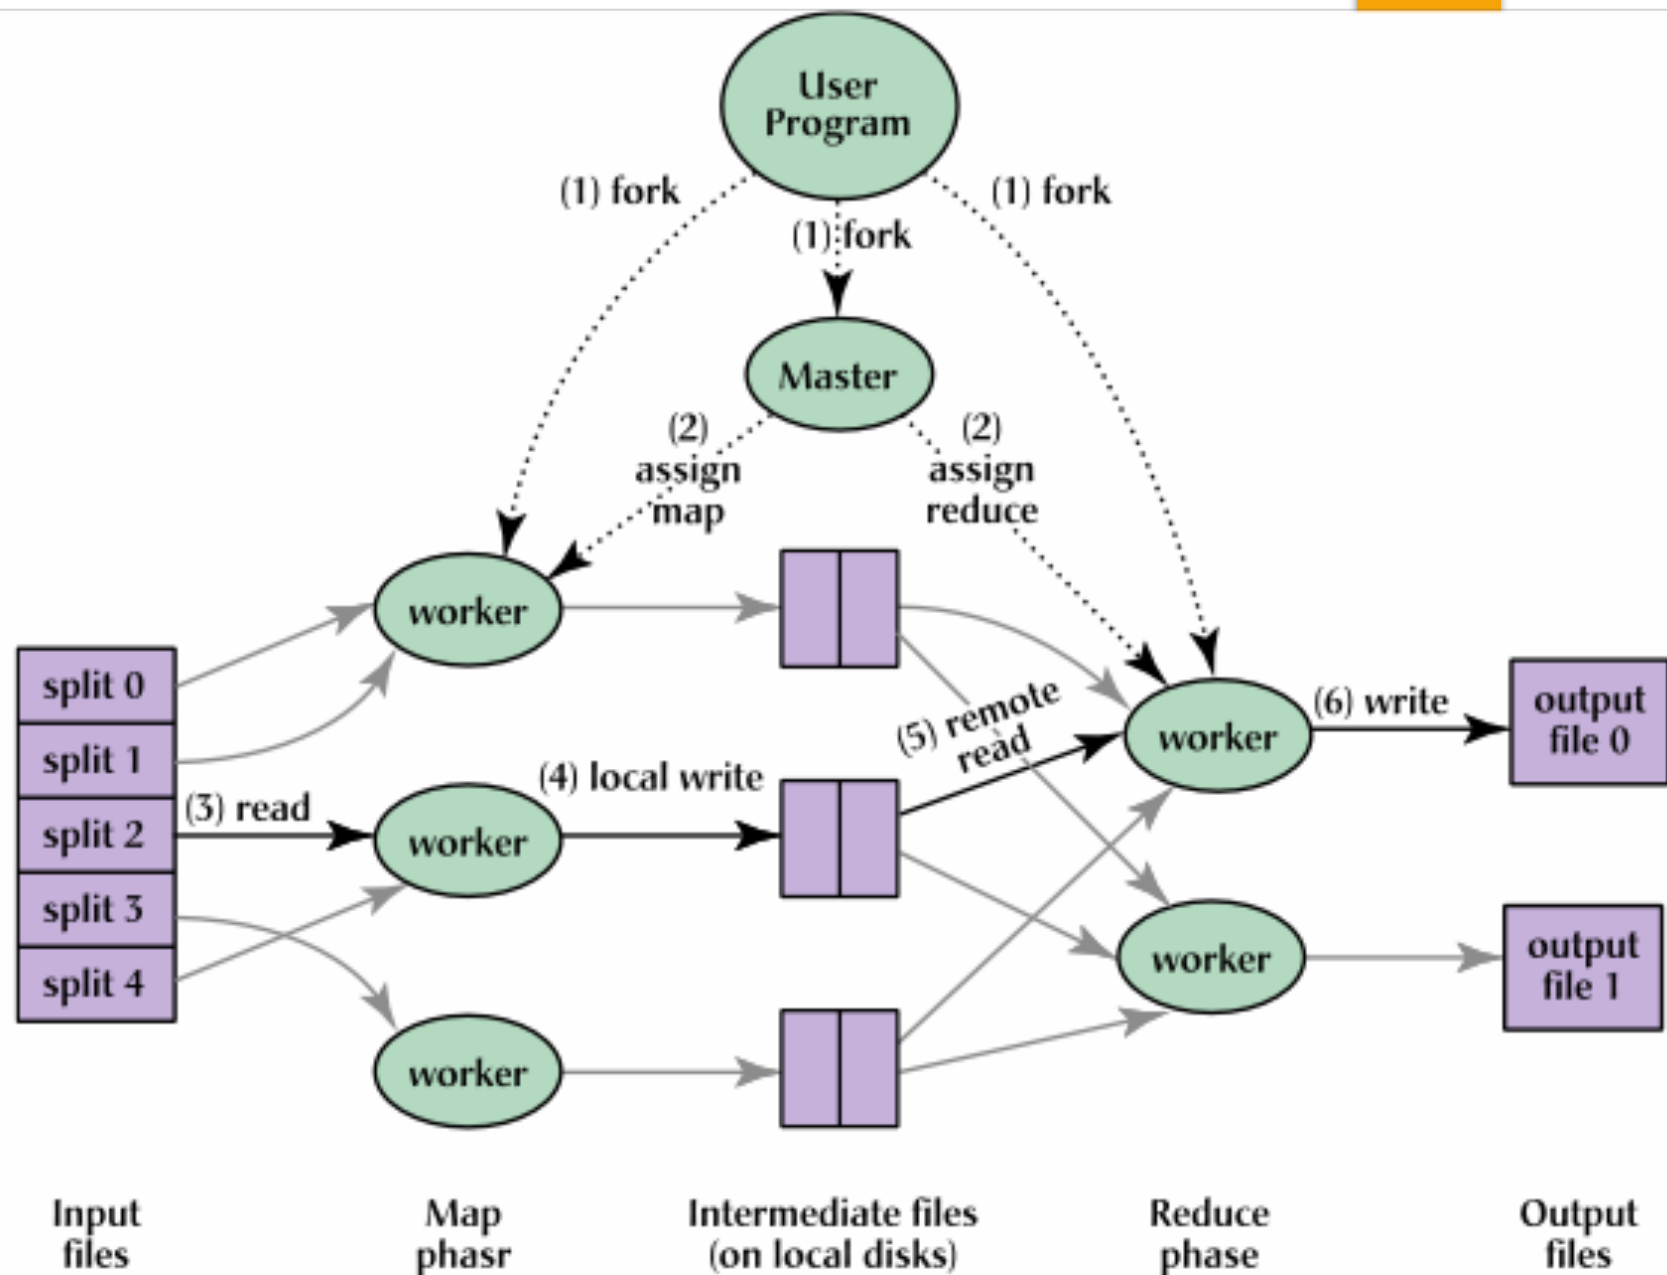 User
Program
(1) fork
(1) fork
(1) fork
Master
(2)
assign
map
(2)
assign
reduce
worker
split 0
split 1
split 2
split 3
split 4
(3) read
worker
(4) local write
worker
(5) remote
read
worker
(6) write
output
file 0
worker
output
file 1
Input
files
Map
phasr
Intermediate files
(on local disks)
Reduce
phase
Output
files